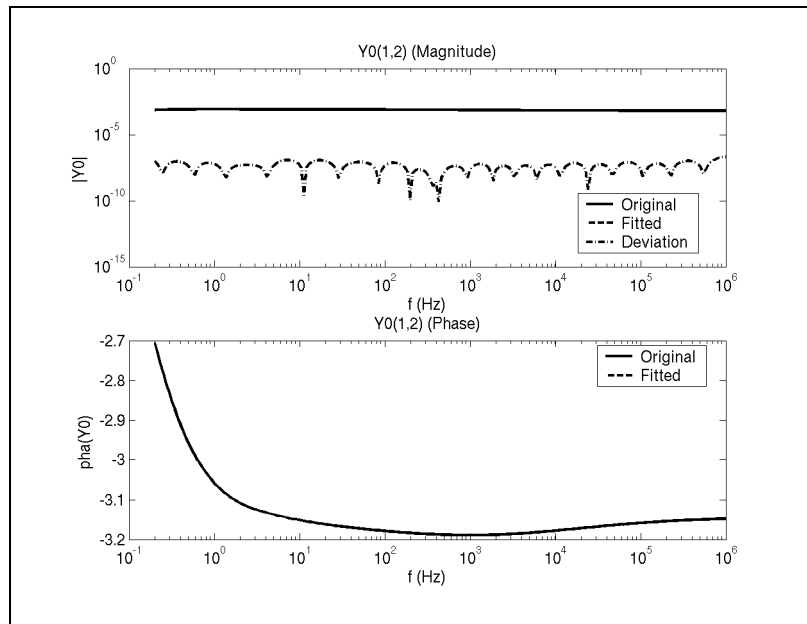 Y0(1,2) (Magnitude)
10^0
10^-5
10^-10
10^-15
|Y0|
Original
Fitted
Deviation
10^-1 10^0 10^1 10^2 10^3 10^4 10^5 10^6
f (Hz)
Y0(1,2) (Phase)
-2.7
-2.8
-2.9
-3
-3.1
-3.2
pha(Y0)
Original
Fitted
10^-1 10^0 10^1 10^2 10^3 10^4 10^5 10^6
f (Hz)